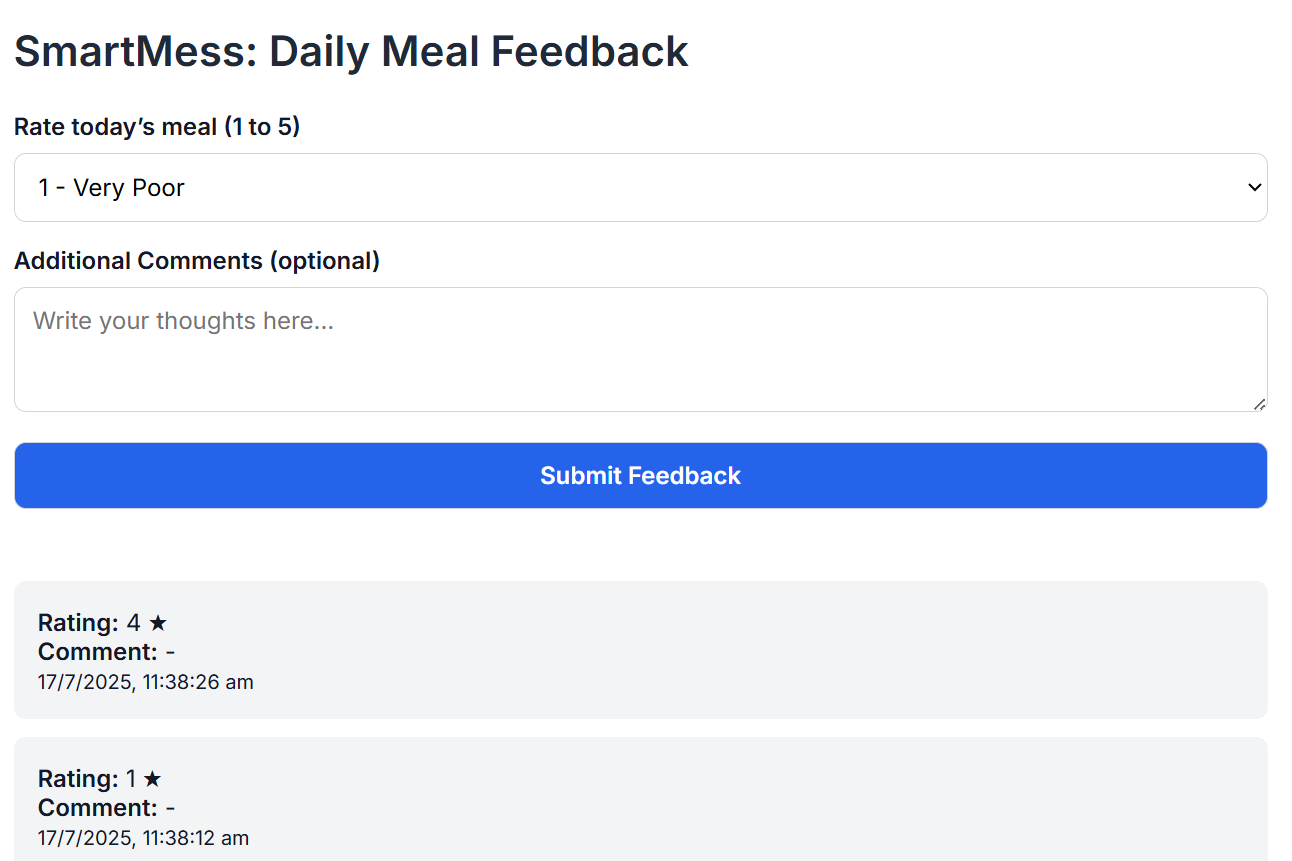 SmartMess: Daily Meal Feedback
Rate today’s meal (1 to 5)
1 - Very Poor
Additional Comments (optional)
Write your thoughts here...
Submit Feedback
Rating: 4 ★
Comment: -
17/7/2025, 11:38:26 am
Rating: 1 ★
Comment: -
17/7/2025, 11:38:12 am